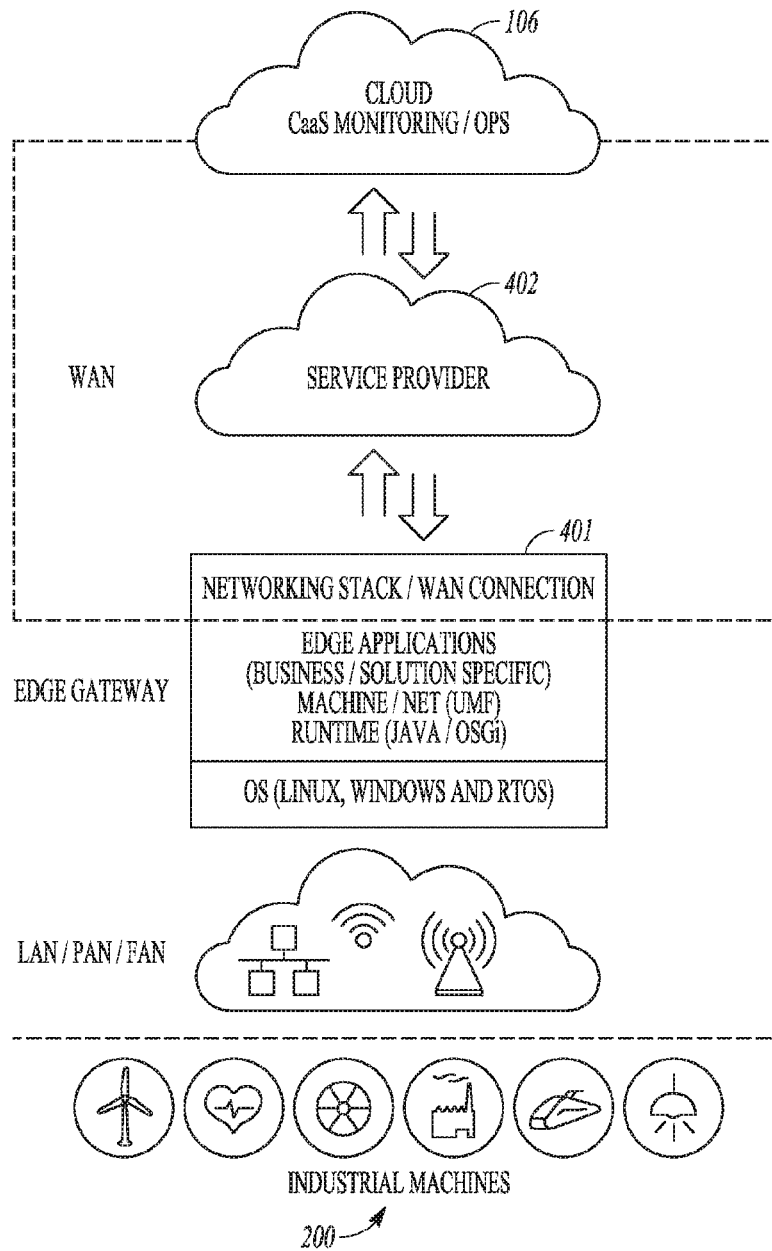 106
CLOUD
CaaS MONITORING / OPS
402
WAN
SERVICE PROVIDER
401
NETWORKING STACK / WAN CONNECTION
EDGE APPLICATIONS
(BUSINESS / SOLUTION SPECIFIC)
EDGE GATEWAY
MACHINE / NET (UMF)
RUNTIME (JAVA / OSGi)
OS (LINUX, WINDOWS AND RTOS)
LAN / PAN / FAN
INDUSTRIAL MACHINES
200